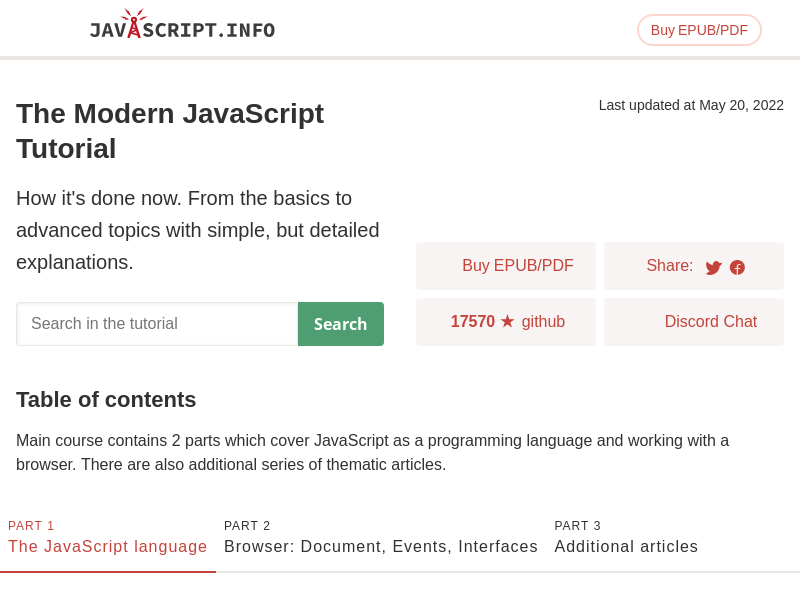 JAVASCRIPT.INFO
Buy EPUB/PDF
The Modern JavaScript
Tutorial
Last updated at May 20, 2022
How it's done now. From the basics to
advanced topics with simple, but detailed
explanations.
Buy EPUB/PDF
Share:
Search in the tutorial
Search
17570 ★ github
Discord Chat
Table of contents
Main course contains 2 parts which cover JavaScript as a programming language and working with a
browser. There are also additional series of thematic articles.
PART 1
The JavaScript language
PART 2
Browser: Document, Events, Interfaces
PART 3
Additional articles